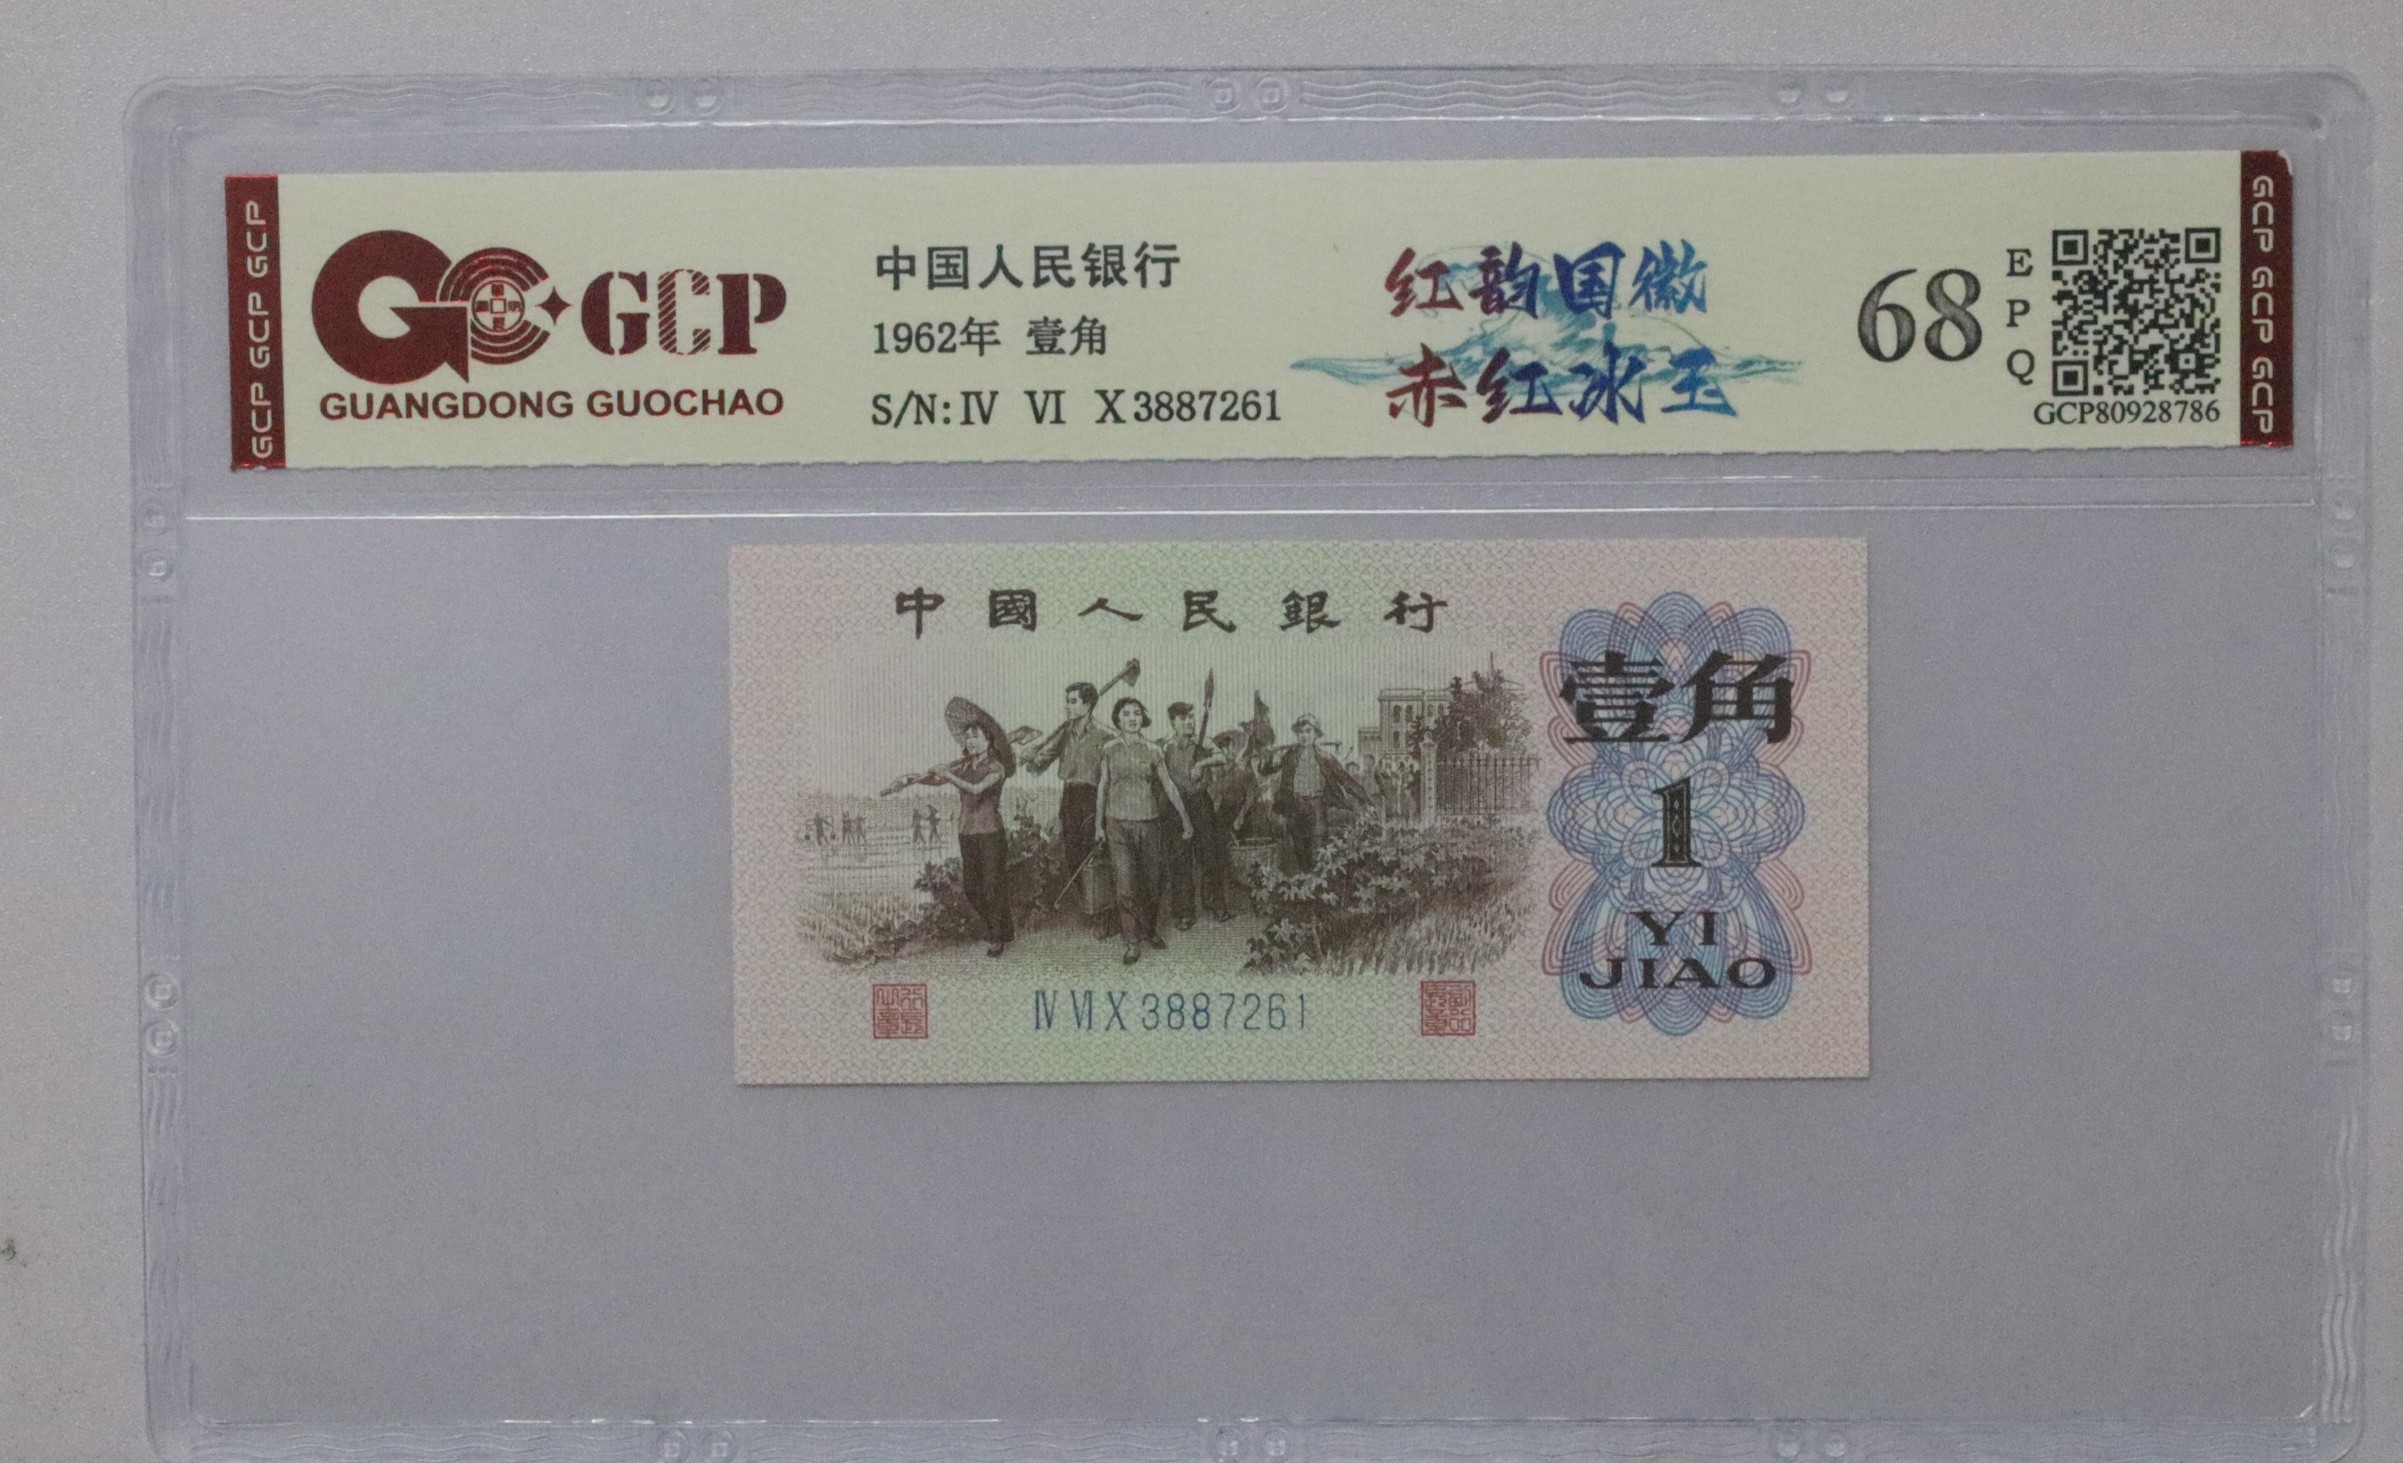 GCP GCP GCP
GCP
GUANGDONG GUOCHAO
中国人民银行
1962年 壹角
S/N: IV VI X3887261
红韵国徽
赤红冰玉
68
E
P
Q
GCP80928786
GCP GCP GCP
中國人民銀行
壹角
1
YI
JIAO
IV VI X 3887261